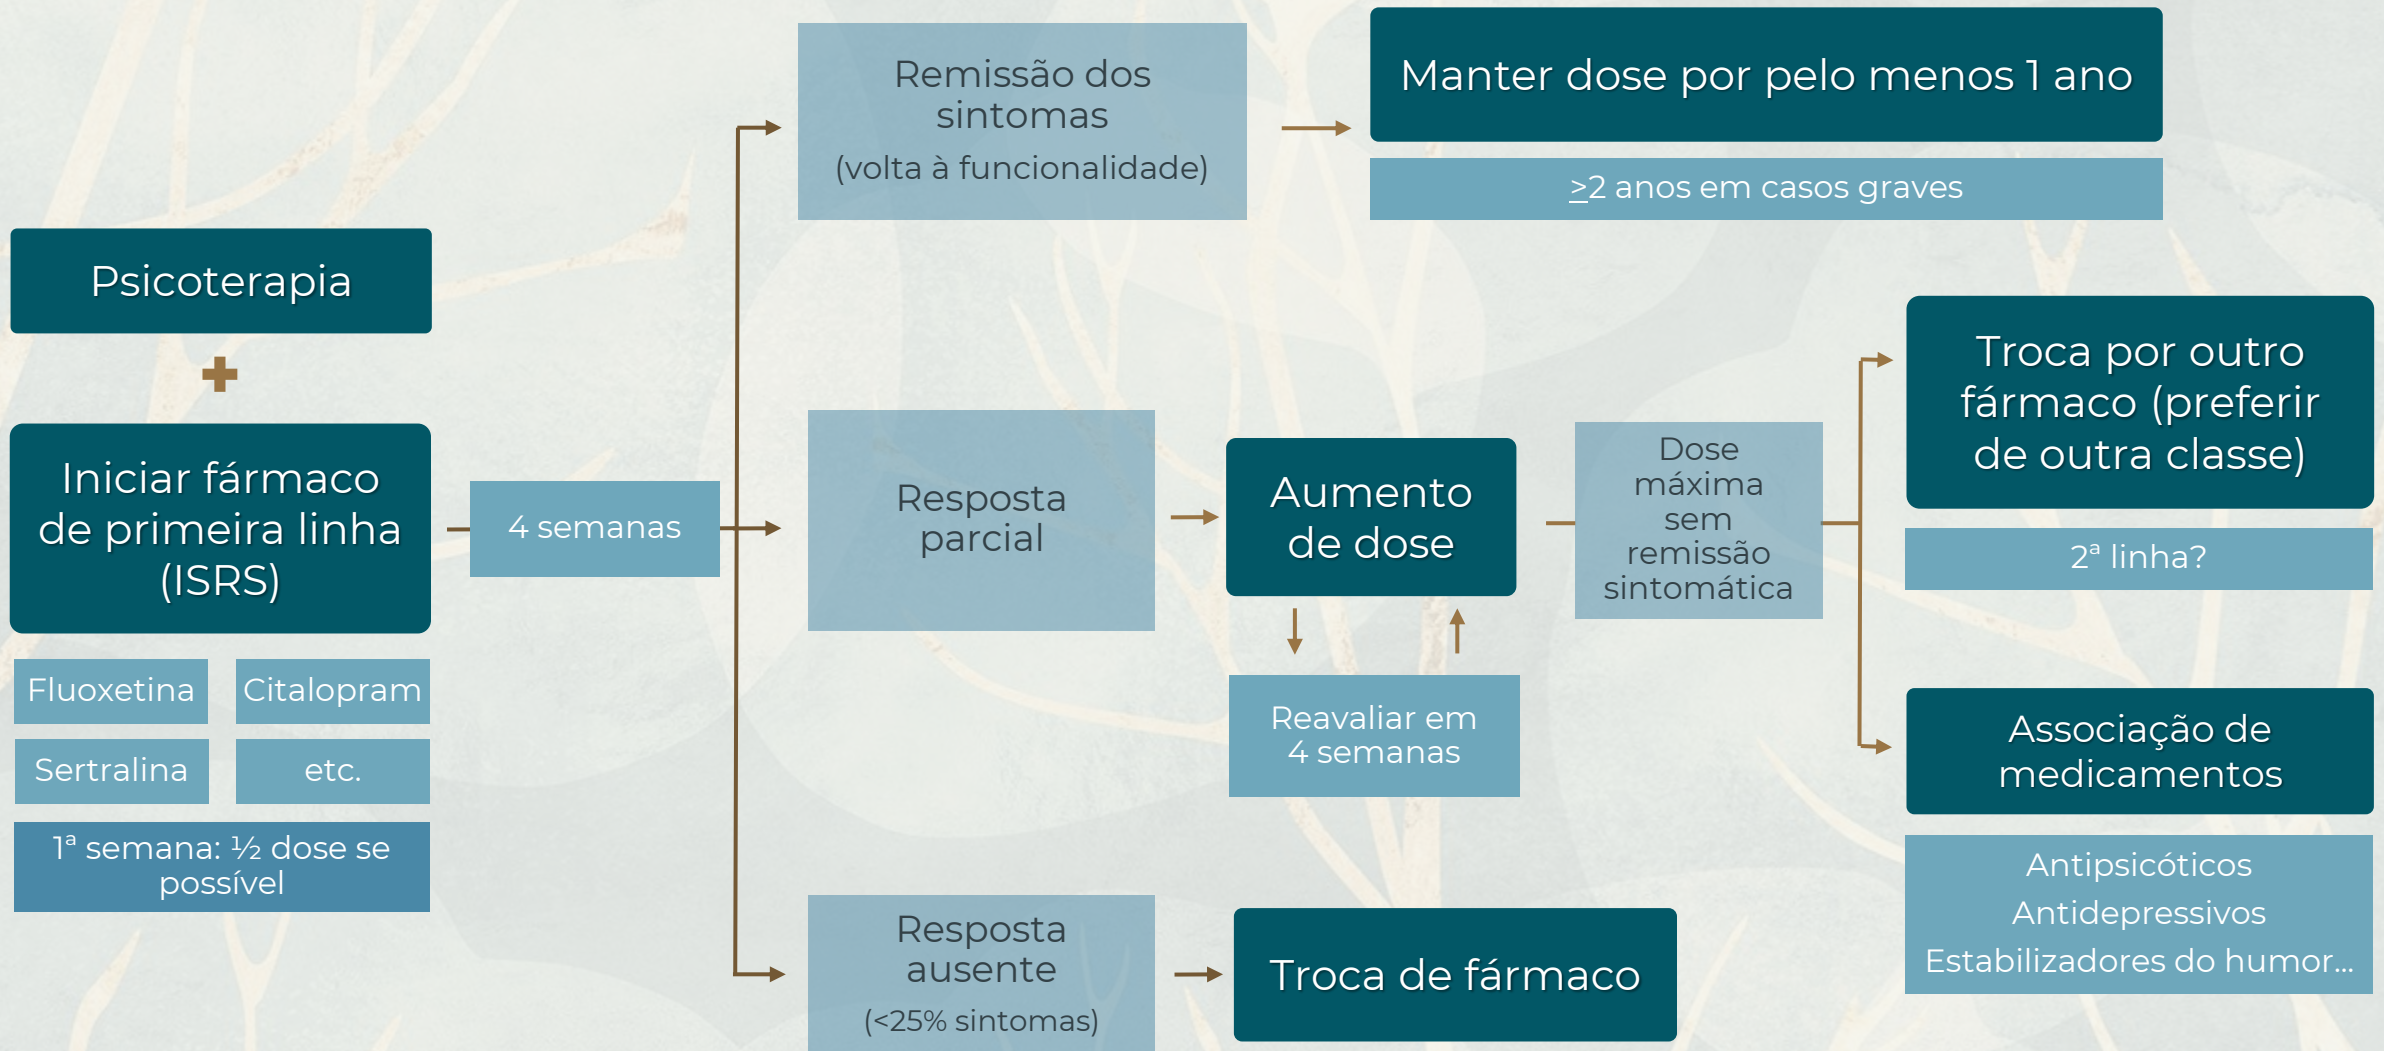 Psicoterapia
Iniciar fármaco
de primeira linha
(ISRS)
Fluoxetina
Citalopram
Sertralina
etc.
1ª semana: ½ dose se
possível
4 semanas
Remissão dos
sintomas
(volta à funcionalidade)
Manter dose por pelo menos 1 ano
≥2 anos em casos graves
Resposta
parcial
Aumento
de dose
Reavaliar em
4 semanas
Dose
máxima
sem
remissão
sintomática
Troca por outro
fármaco (preferir
de outra classe)
2ª linha?
Associação de
medicamentos
Antipsicóticos
Antidepressivos
Estabilizadores do humor...
Resposta
ausente
(<25% sintomas)
Troca de fármaco